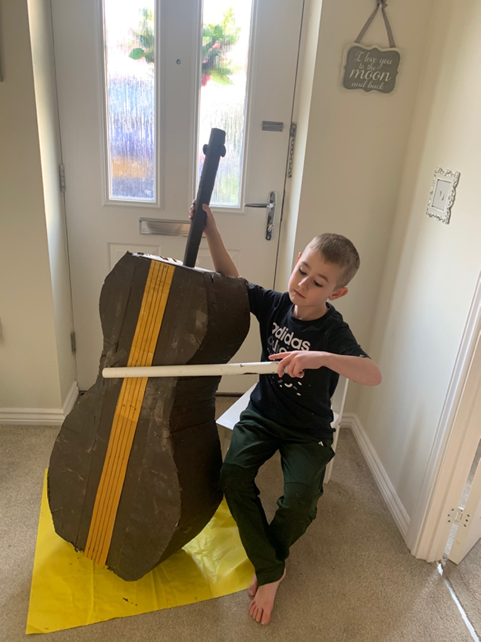 I love you
to the
moon
and back
adidas